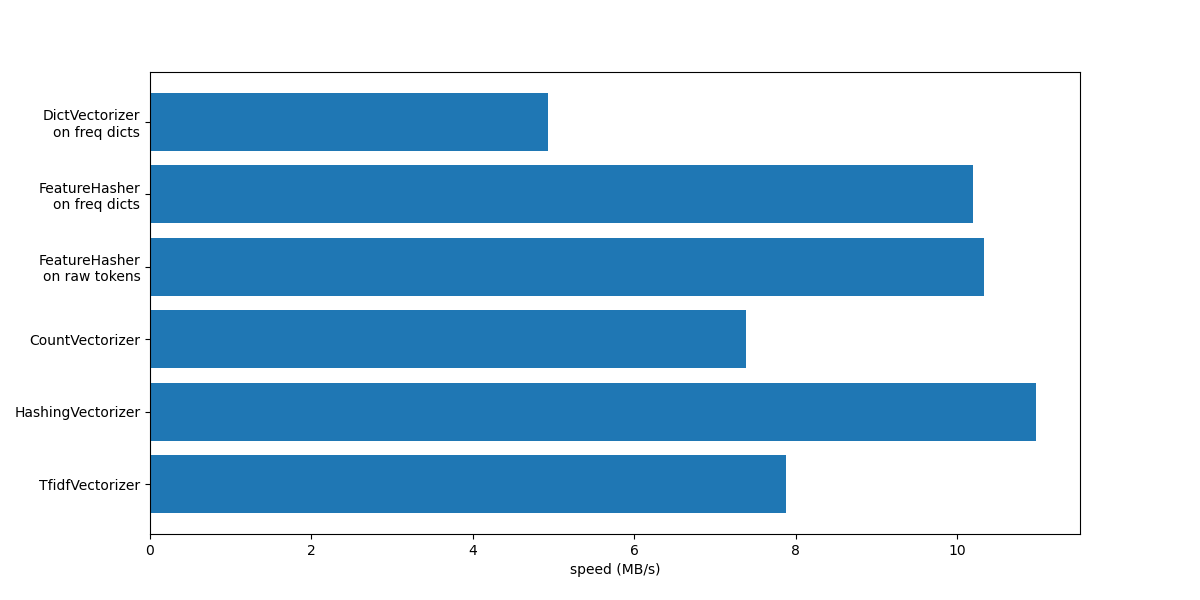 DictVectorizer
on freq dicts
FeatureHasher
on freq dicts
FeatureHasher
on raw tokens
CountVectorizer
HashingVectorizer
TfidfVectorizer
0 2 4 6 8 10
speed (MB/s)